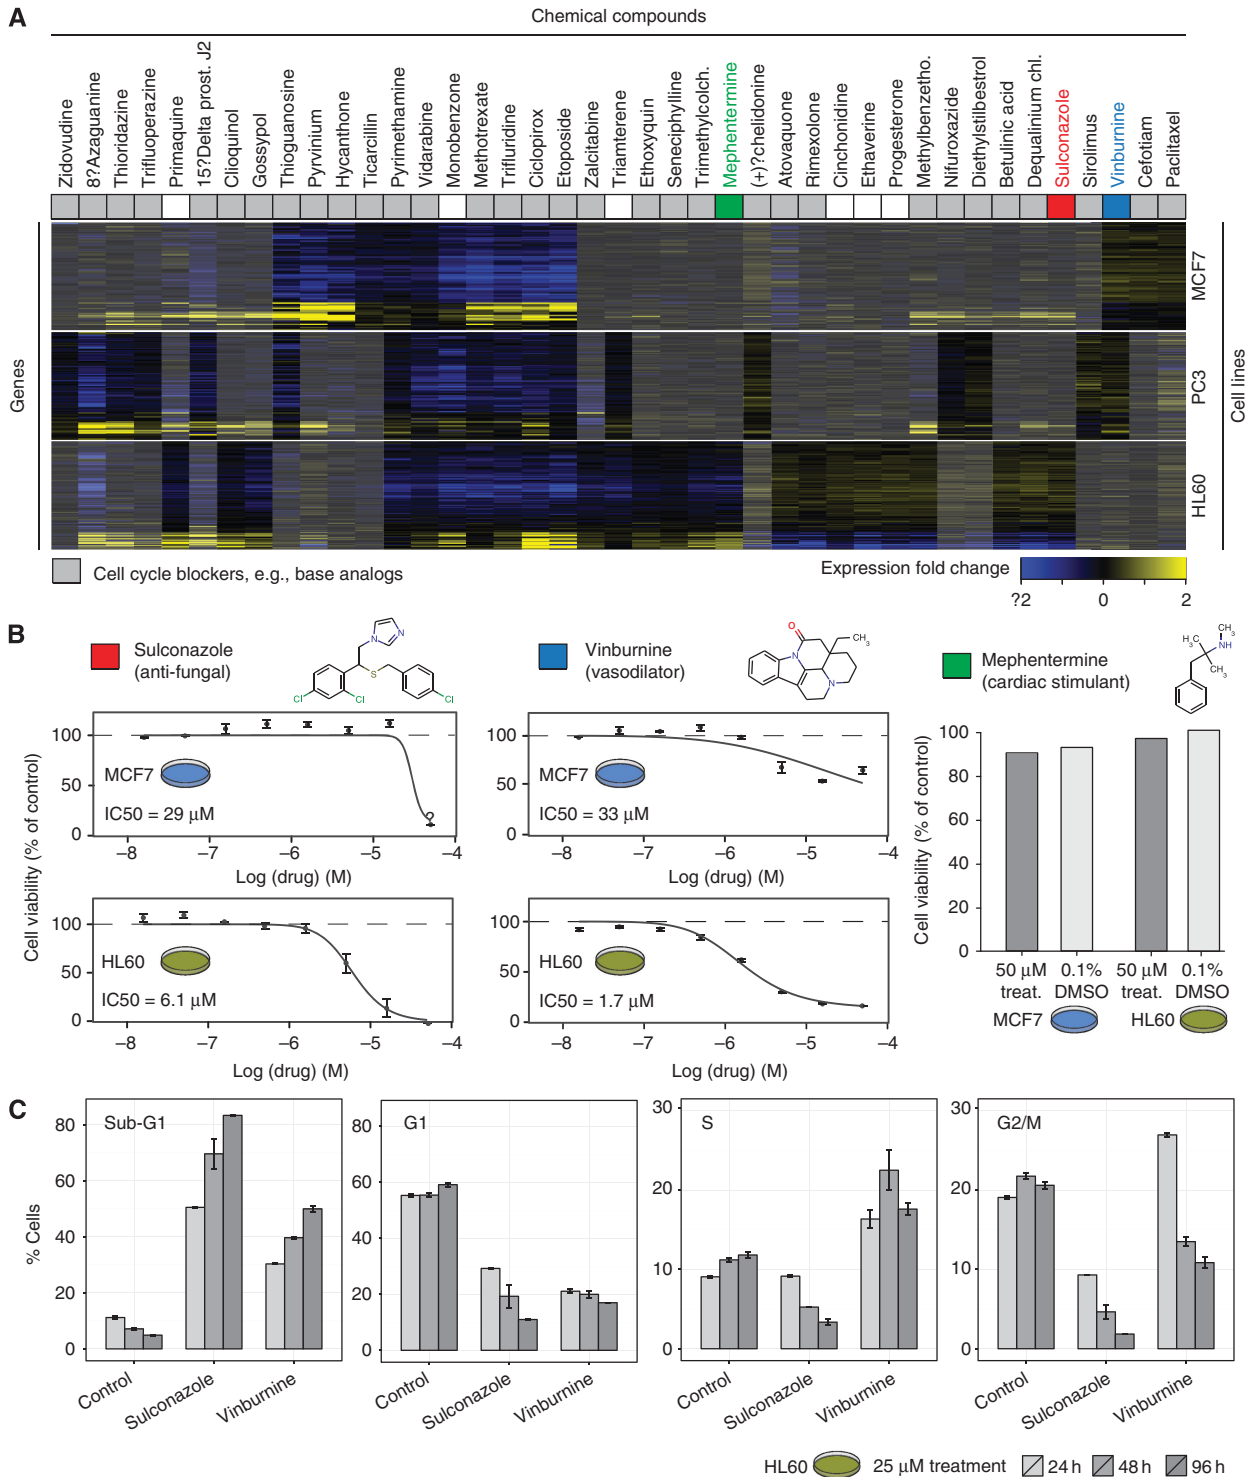 A
Chemical compounds
Zidovudine
8?Azaguanine
Thioridazine
Trifluoperazine
Primaquine
15?Delta prost. J2
Clioquinol
Gossypol
Thioguanosine
Pyrvinium
Hycanthone
Ticarcillin
Pyrimethamine
Vidarabine
Monobenzone
Methotrexate
Trifluridine
Ciclopirox
Etoposide
Zalcitabine
Triamterene
Ethoxyquin
Seneciphylline
Trimethylcolch.
Mephentermine
(+)?chelidonine
Atovaquone
Rimexolone
Cinchonidine
Ethaverine
Progesterone
Methylbenzetho.
Nifuroxazide
Diethylstilbestrol
Betulinic acid
Dequalinium chl.
Sulconazole
Sirolimus
Vinburnine
Cefotiam
Paclitaxel
Genes
MCF7
PC3
HL60
Cell lines
Cell cycle blockers, e.g., base analogs
Expression fold change
?2 0 2
B
Sulconazole
(anti-fungal)
N
N
S
Cl
Cl
Cl
Vinburnine
(vasodilator)
O
N
N
CH3
Mephentermine
(cardiac stimulant)
CH3
NH
H3C
CH3
CH3
Cell viability (% of control)
100
50
0
MCF7
IC50 = 29 µM
?
–8 –7 –6 –5 –4
Log (drug) (M)
100
50
0
HL60
IC50 = 6.1 µM
–8 –7 –6 –5 –4
Log (drug) (M)
100
50
0
MCF7
IC50 = 33 µM
–8 –7 –6 –5 –4
Log (drug) (M)
100
50
0
HL60
IC50 = 1.7 µM
–8 –7 –6 –5 –4
Log (drug) (M)
Cell viability (% of control)
100
80
60
40
20
0
50 µM 0.1% 50 µM 0.1%
treat. DMSO treat. DMSO
MCF7 HL60
C
% Cells
Sub-G1
80
60
40
20
0
Control
Sulconazole
Vinburnine
G1
80
60
40
20
0
Control
Sulconazole
Vinburnine
S
30
20
10
0
Control
Sulconazole
Vinburnine
G2/M
30
20
10
0
Control
Sulconazole
Vinburnine
HL60 25 µM treatment 24 h 48 h 96 h